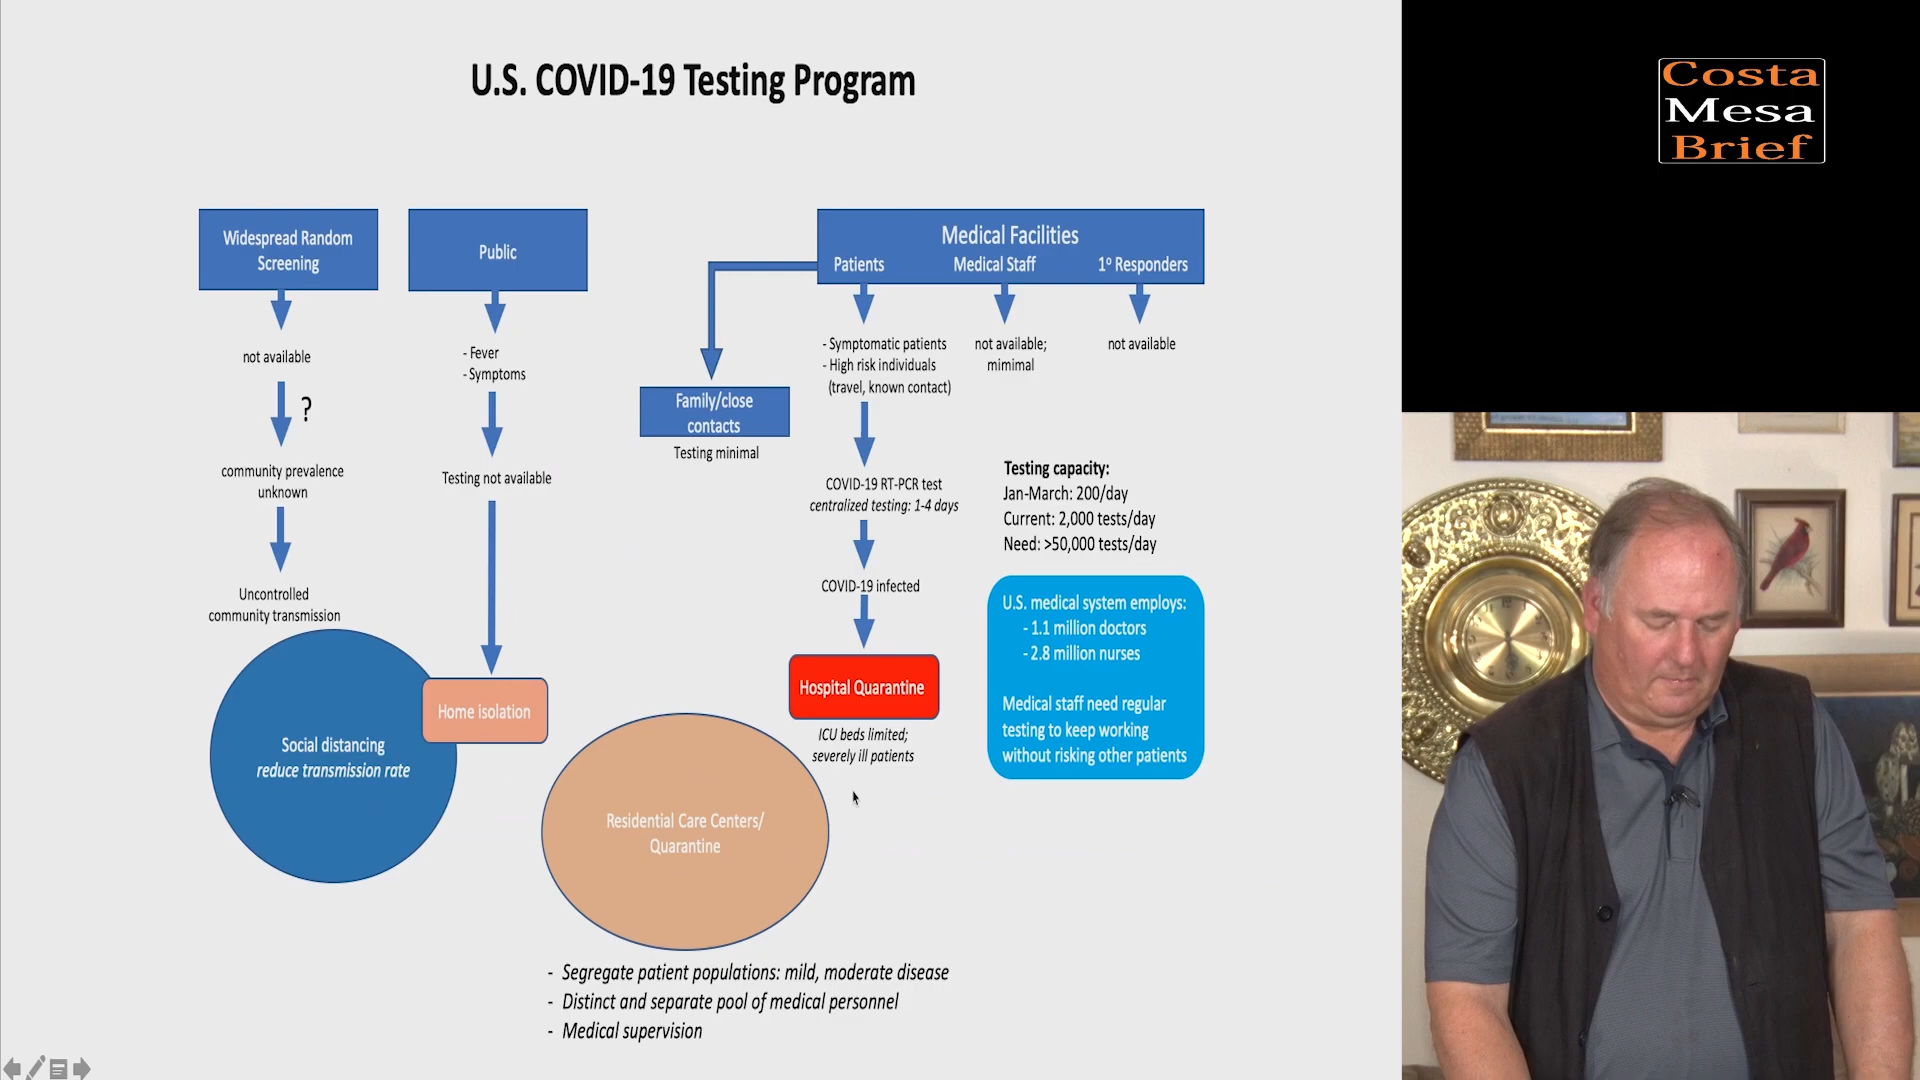 U.S. COVID-19 Testing Program
Costa
Mesa
Brief
Widespread Random
Screening
not available
?
community prevalence
unknown
Uncontrolled
community transmission
Social distancing
reduce transmission rate
Public
- Fever
- Symptoms
Testing not available
Home isolation
Medical Facilities
Patients Medical Staff 1º Responders
Family/close
contacts
Testing minimal
- Symptomatic patients
- High risk individuals
(travel, known contact)
COVID-19 RT-PCR test
centralized testing: 1-4 days
COVID-19 infected
Hospital Quarantine
ICU beds limited;
severely ill patients
not available;
mimimal
not available
Testing capacity:
Jan-March: 200/day
Current: 2,000 tests/day
Need: >50,000 tests/day
U.S. medical system employs:
- 1.1 million doctors
- 2.8 million nurses
Medical staff need regular
testing to keep working
without risking other patients
Residential Care Centers/
Quarantine
- Segregate patient populations: mild, moderate disease
- Distinct and separate pool of medical personnel
- Medical supervision